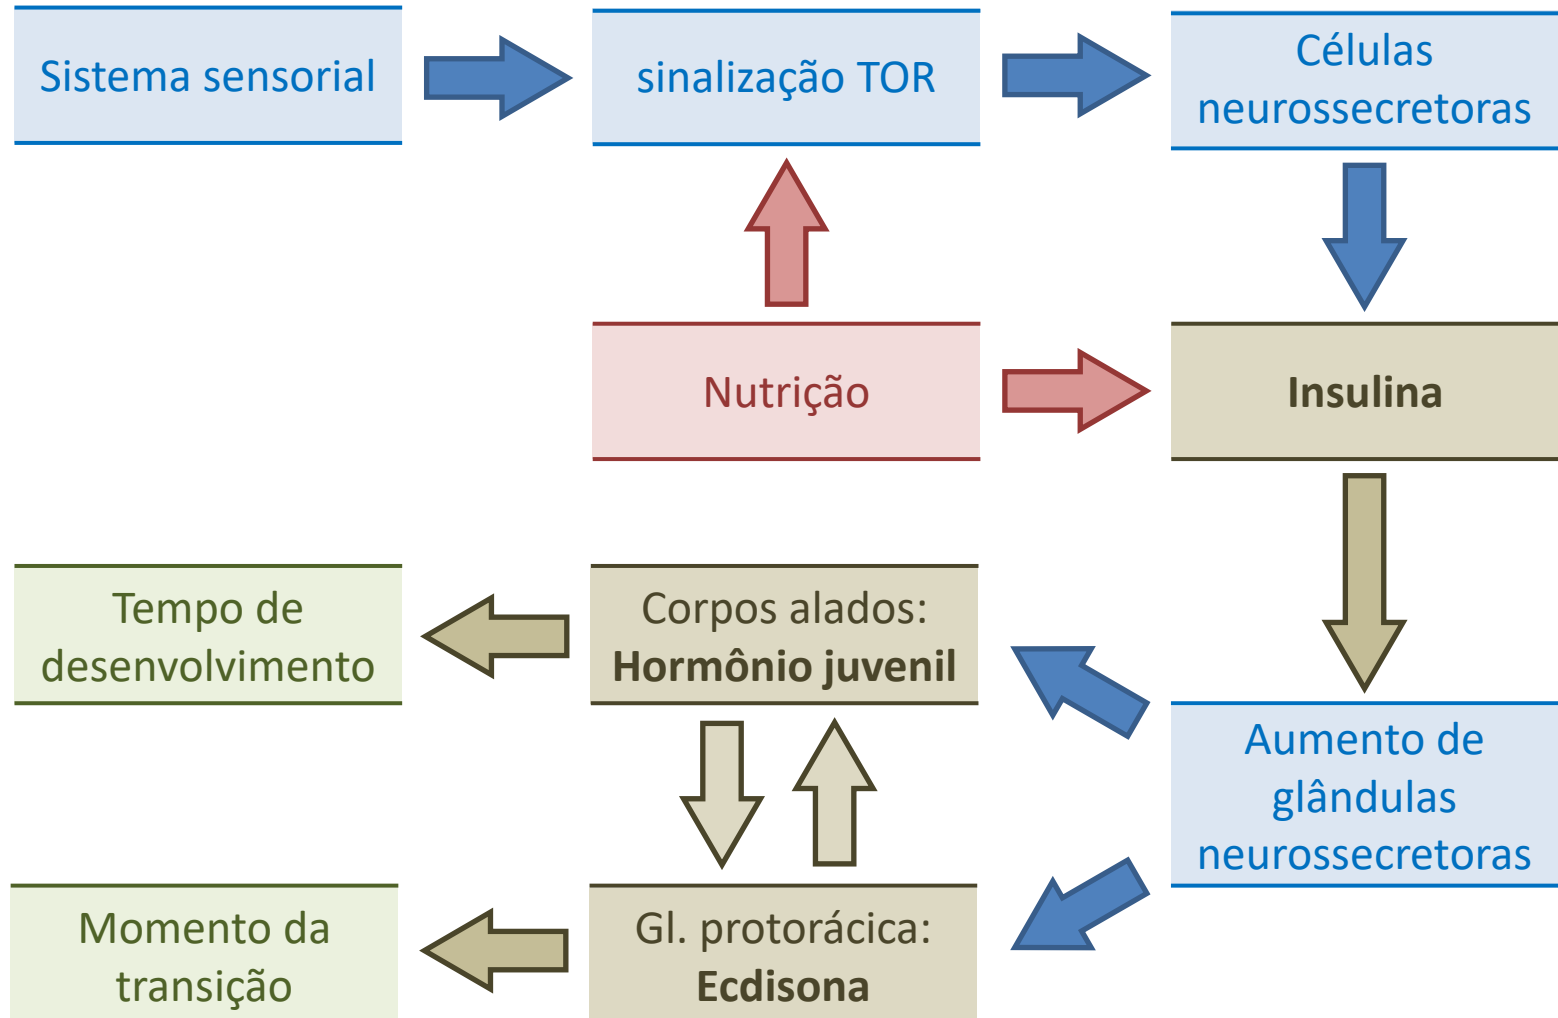 Sistema sensorial
sinalização TOR
Células
neurossecretoras
Nutrição
Insulina
Tempo de
desenvolvimento
Corpos alados:
Hormônio juvenil
Aumento de
glândulas
neurossecretoras
Momento da
transição
Gl. protorácica:
Ecdisona